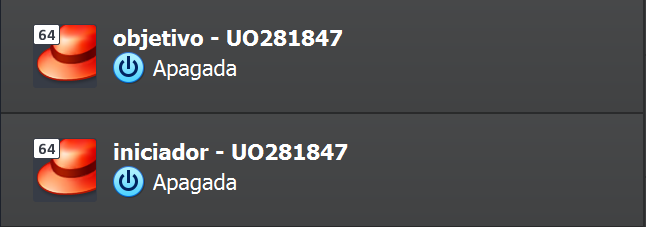 64
objetivo - UO281847
Apagada
64
iniciador - UO281847
Apagada